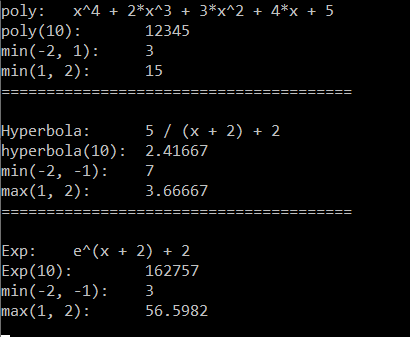 poly:   x^4 + 2*x^3 + 3*x^2 + 4*x + 5
poly(10):       12345
min(-2, 1):     3
min(1, 2):      15
=======================================
Hyperbola:      5 / (x + 2) + 2
hyperbola(10):  2.41667
min(-2, -1):    7
max(1, 2):      3.66667
=======================================
Exp:    e^(x + 2) + 2
Exp(10):        162757
min(-2, -1):    3
max(1, 2):      56.5982